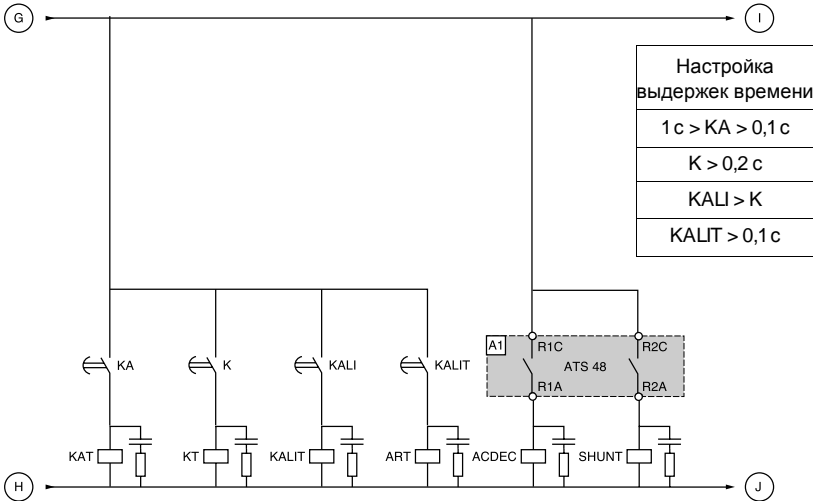 G
I
Настройка
выдержек времени
1 с > KA > 0,1 с
K > 0,2 с
KALI > K
KALIT > 0,1 с
KA
K
KALI
KALIT
A1
R1C
R2C
ATS 48
R1A
R2A
KAT
KT
KALIT
ART
ACDEC
SHUNT
H
J